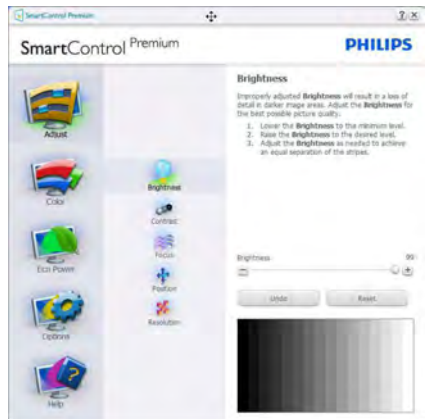 SmartControl Premium
SmartControl Premium
PHILIPS
Adjust
Color
Eco Power
Options
Help
Brightness
Contrast
Focus
Position
Resolution
Brightness
Improperly adjusted Brightness will result in a loss of
detail in darker image areas. Adjust the Brightness for
the best possible picture quality.
1. Lower the Brightness to the minimum level.
2. Raise the Brightness to the desired level.
3. Adjust the Brightness as needed to achieve
an equal separation of the stripes.
Brightness
Undo
Reset